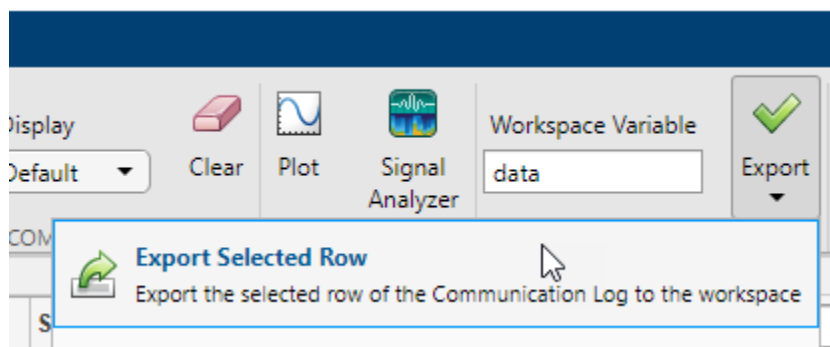 Display
Default
Clear
Plot
Signal
Analyzer
Workspace Variable
data
Export
COM
Export Selected Row
Export the selected row of the Communication Log to the workspace
S